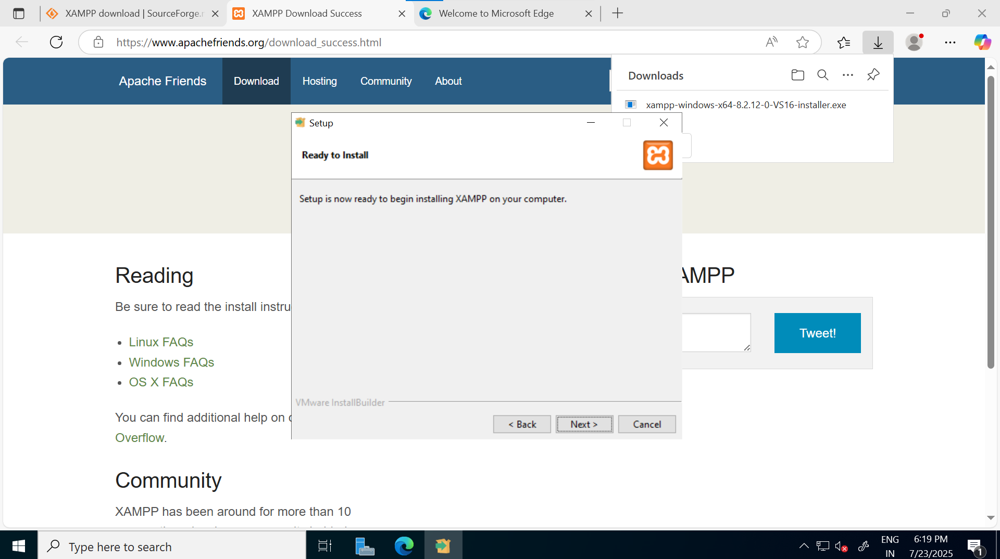 XAMPP download | SourceForge.n
XAMPP Download Success
Welcome to Microsoft Edge
https://www.apachefriends.org/download_success.html
Apache Friends
Download
Hosting
Community
About
Downloads
xampp-windows-x64-8.2.12-0-VS16-installer.exe
Setup
Ready to Install
Setup is now ready to begin installing XAMPP on your computer.
VMware InstallBuilder
< Back
Next >
Cancel
Reading
Be sure to read the install instru
Linux FAQs
Windows FAQs
OS X FAQs
You can find additional help on
Overflow.
AMPP
Tweet!
Community
XAMPP has been around for more than 10
Type here to search
ENG
IN
6:19 PM
7/23/2025
1